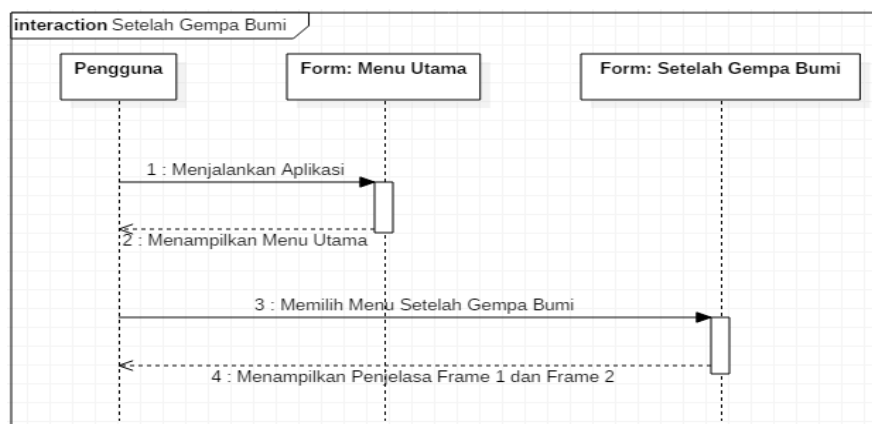 interaction Setelah Gempa Bumi
Pengguna
Form: Menu Utama
Form: Setelah Gempa Bumi
1 : Menjalankan Aplikasi
2 : Menampilkan Menu Utama
3 : Memilih Menu Setelah Gempa Bumi
4 : Menampilkan Penjelasa Frame 1 dan Frame 2